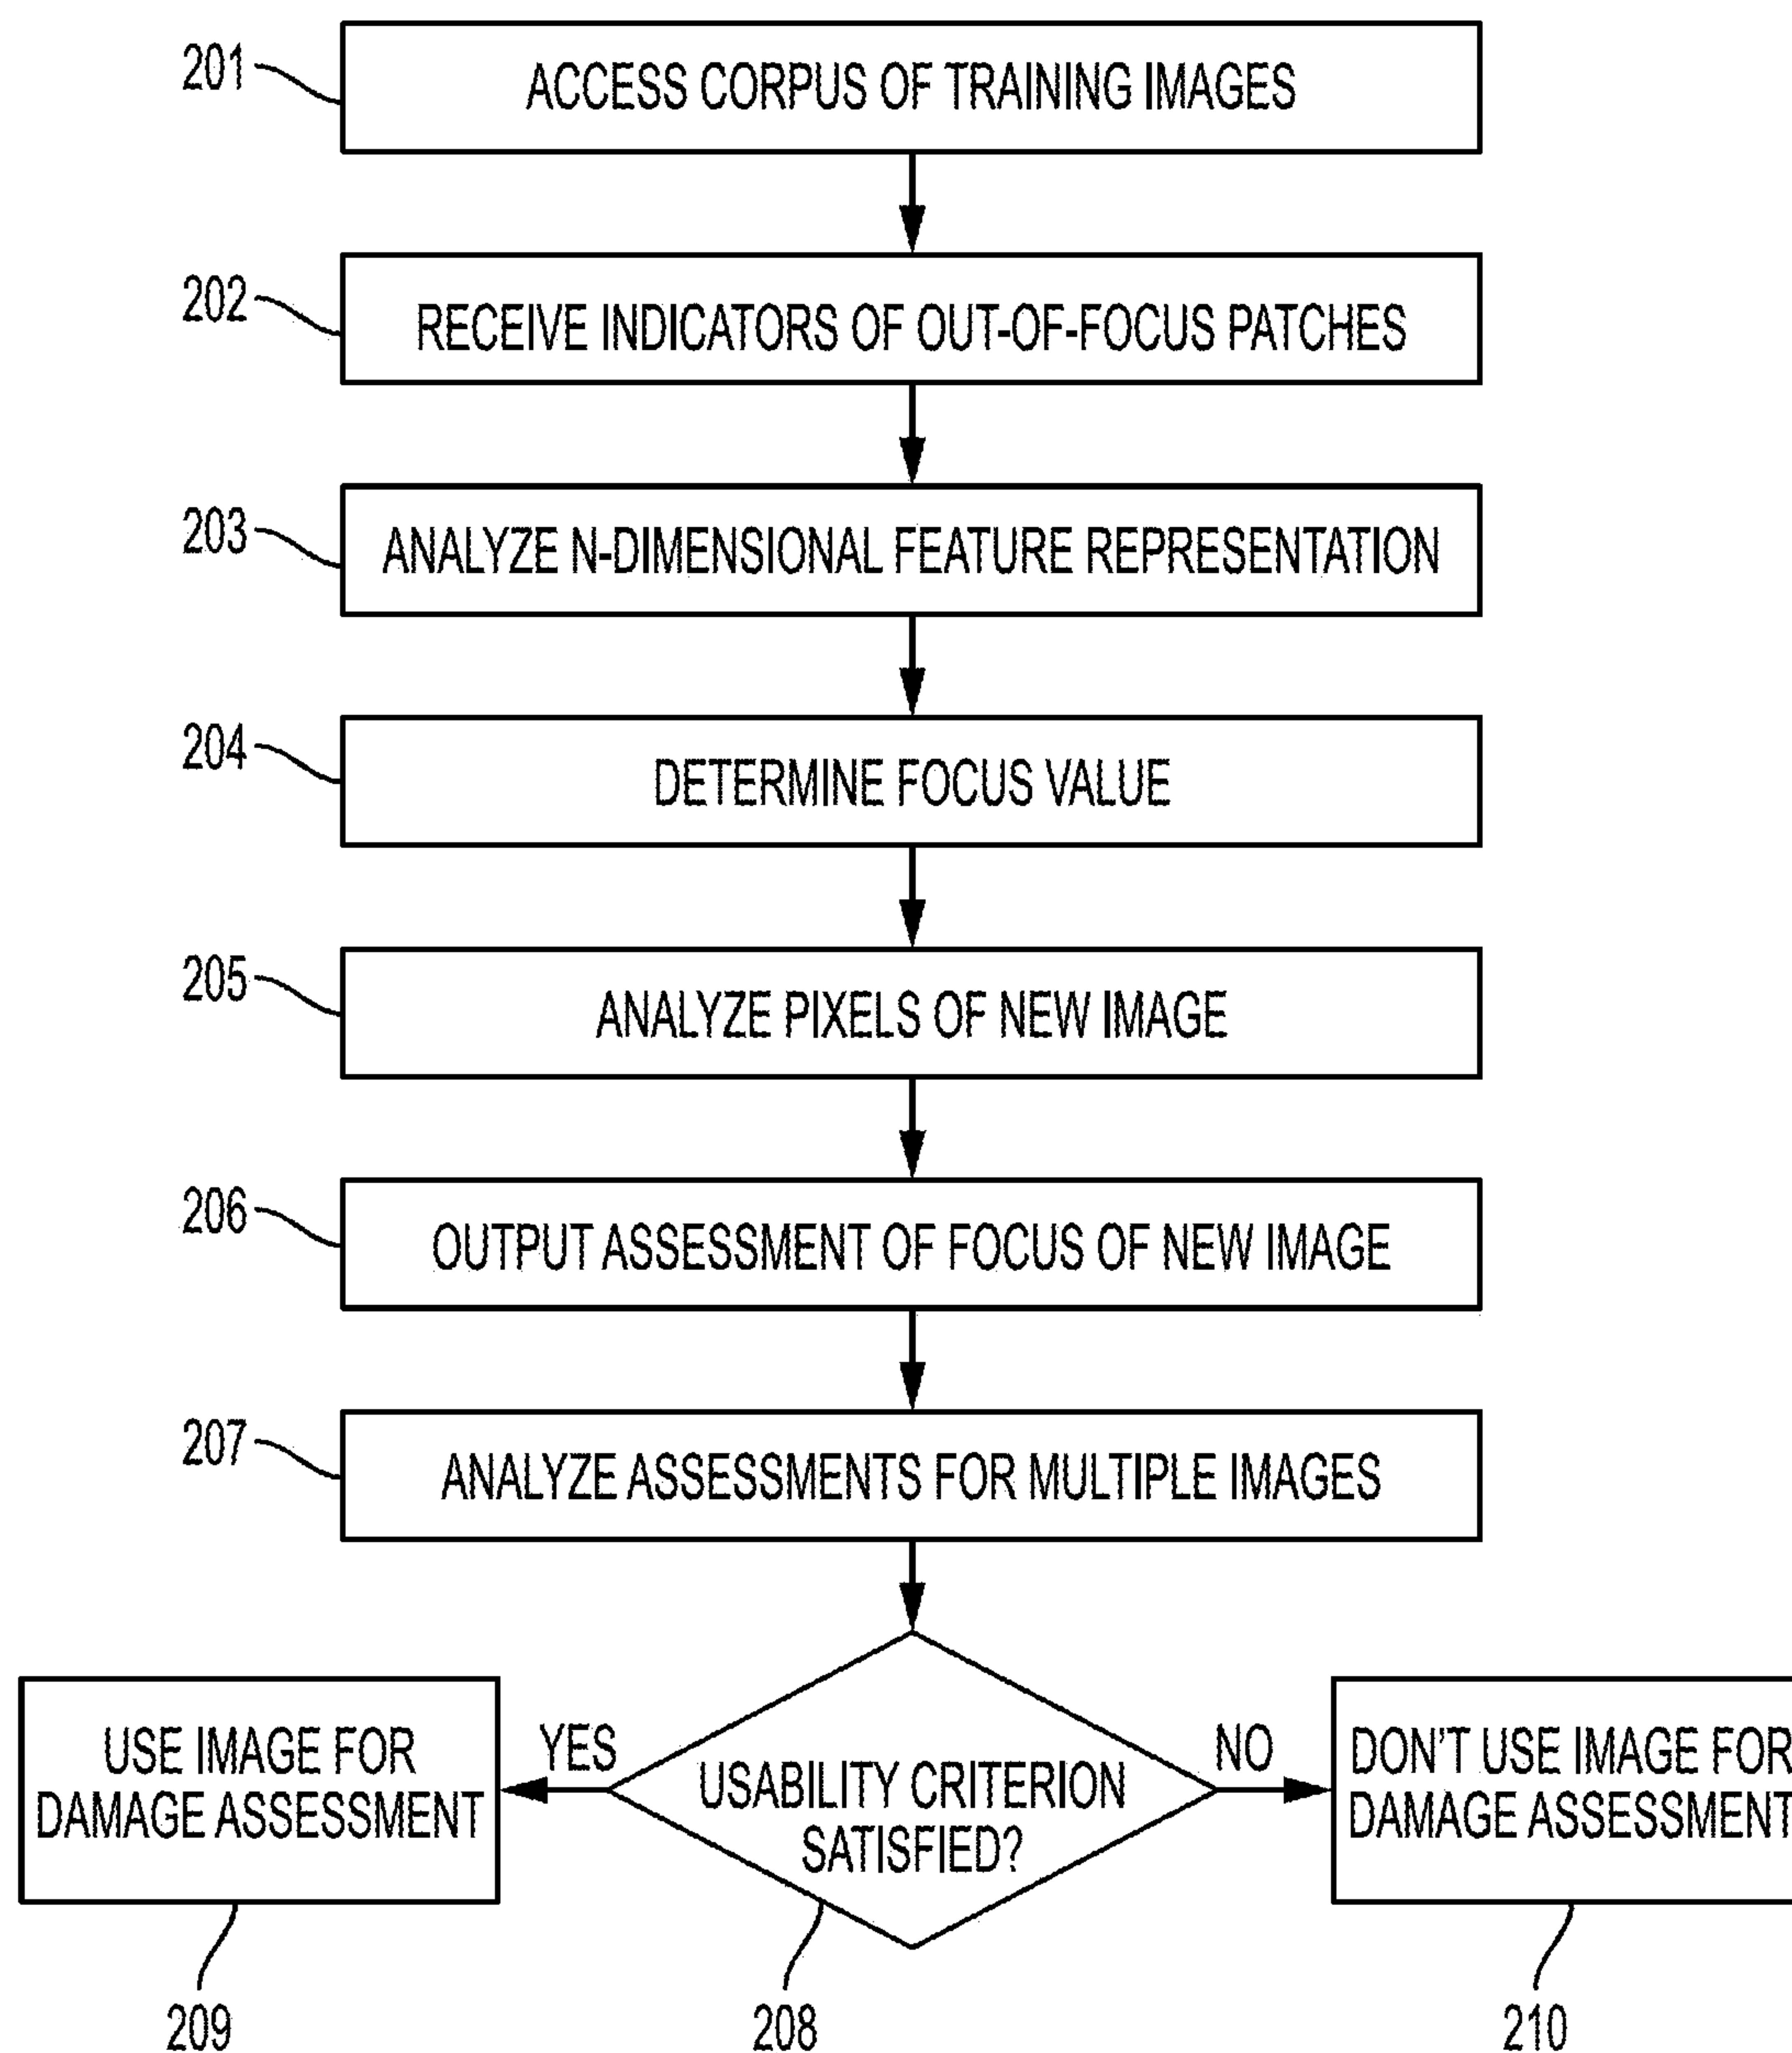 201
ACCESS CORPUS OF TRAINING IMAGES
202
RECEIVE INDICATORS OF OUT-OF-FOCUS PATCHES
203
ANALYZE N-DIMENSIONAL FEATURE REPRESENTATION
204
DETERMINE FOCUS VALUE
205
ANALYZE PIXELS OF NEW IMAGE
206
OUTPUT ASSESSMENT OF FOCUS OF NEW IMAGE
207
ANALYZE ASSESSMENTS FOR MULTIPLE IMAGES
USE IMAGE FOR
DAMAGE ASSESSMENT
YES
USABILITY CRITERION
SATISFIED?
NO
DON'T USE IMAGE FOR
DAMAGE ASSESSMENT
209
208
210